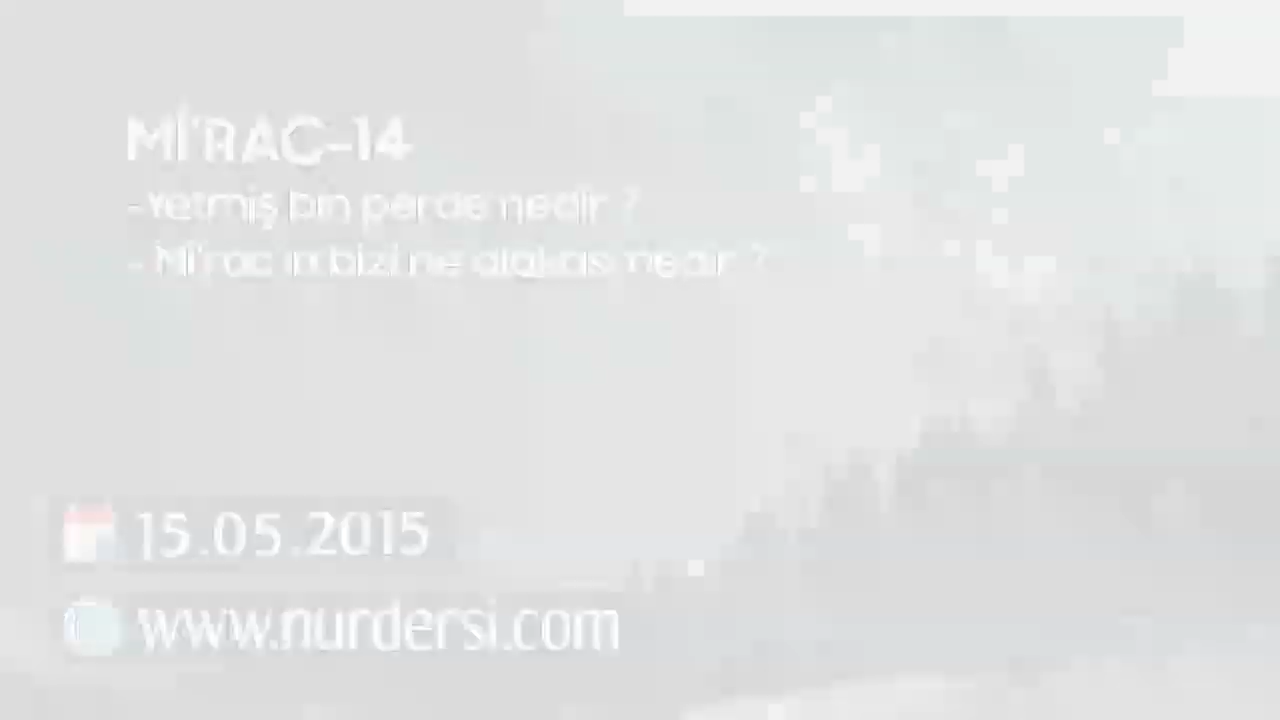 MİRAC-14
-Yetmiş bin perde nedir ?
- Mi'rac ın bizi ne alakası nedir ?
15.05.2015
www.nurdersi.com